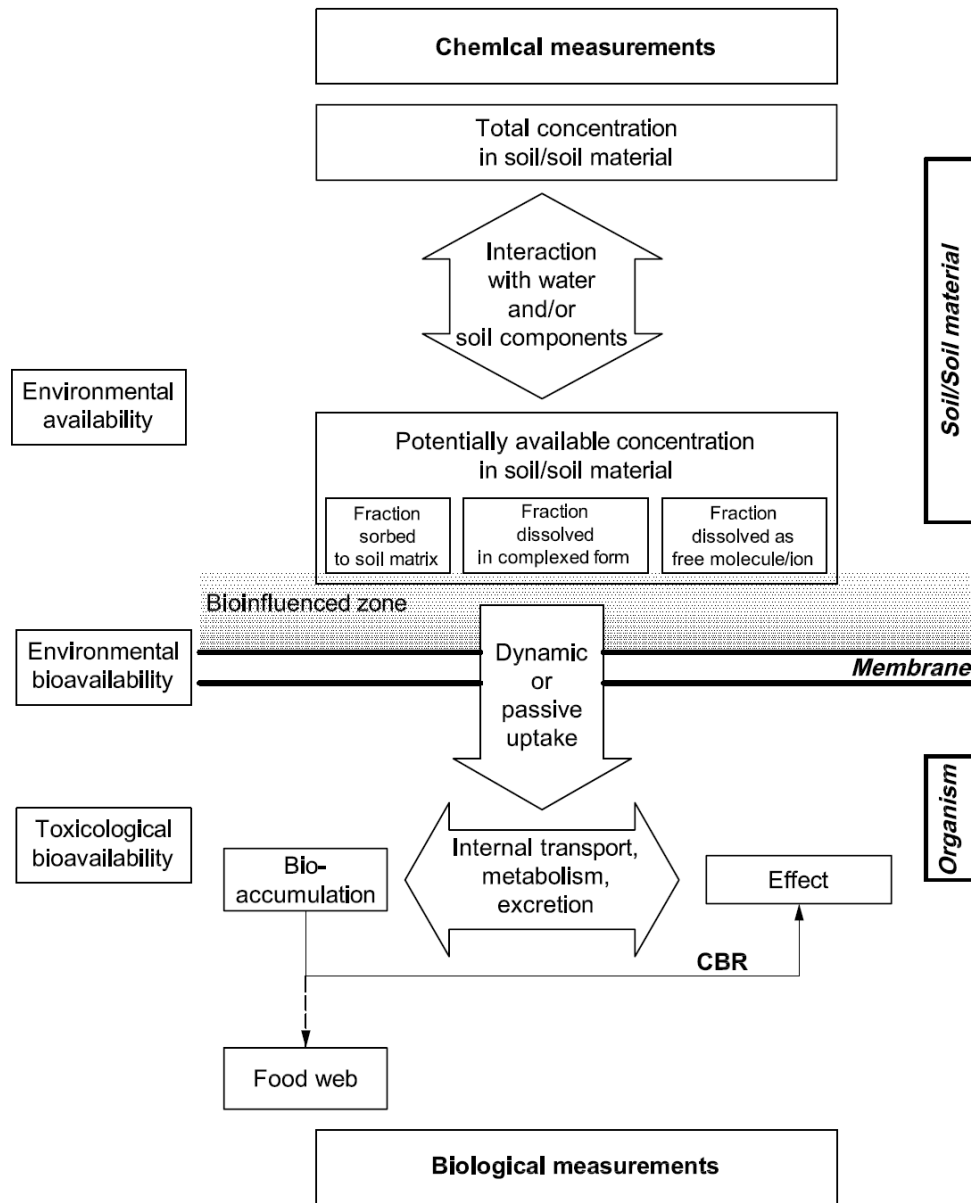 Chemical measurements
Total concentration
in soil/soil material
Interaction
with water
and/or
soil components
Soil/Soil material
Environmental
availability
Potentially available concentration
in soil/soil material
Fraction
sorbed
to soil matrix
Fraction
dissolved
in complexed form
Fraction
dissolved as
free molecule/ion
Bioinfluenced zone
Environmental
bioavailability
Dynamic
or
passive
uptake
Membrane
Organism
Toxicological
bioavailability
Bio-
accumulation
Internal transport,
metabolism,
excretion
Effect
CBR
Food web
Biological measurements